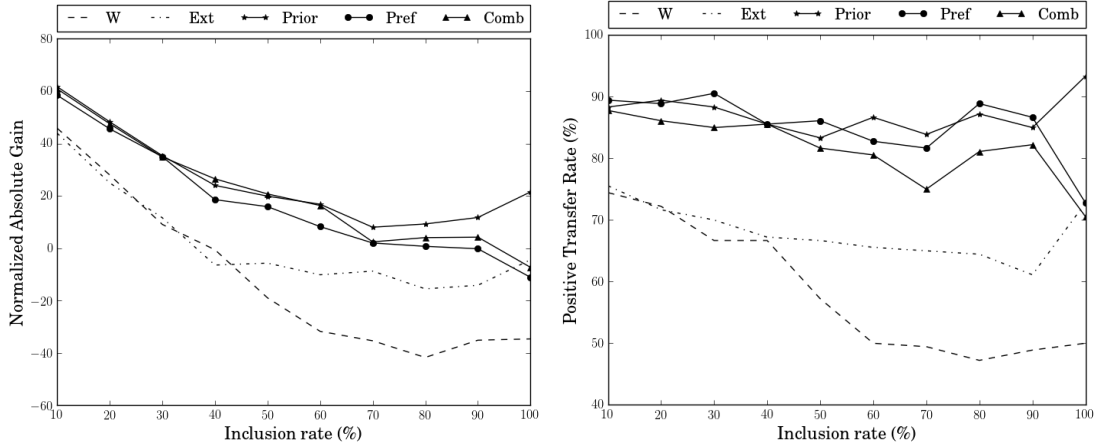 W Ext Prior Pref Comb
80
60
40
20
0
−20
−40
−60
Normalized Absolute Gain
10 20 30 40 50 60 70 80 90 100
Inclusion rate (%)
W Ext Prior Pref Comb
100
90
80
70
60
50
40
Positive Transfer Rate (%)
10 20 30 40 50 60 70 80 90 100
Inclusion rate (%)